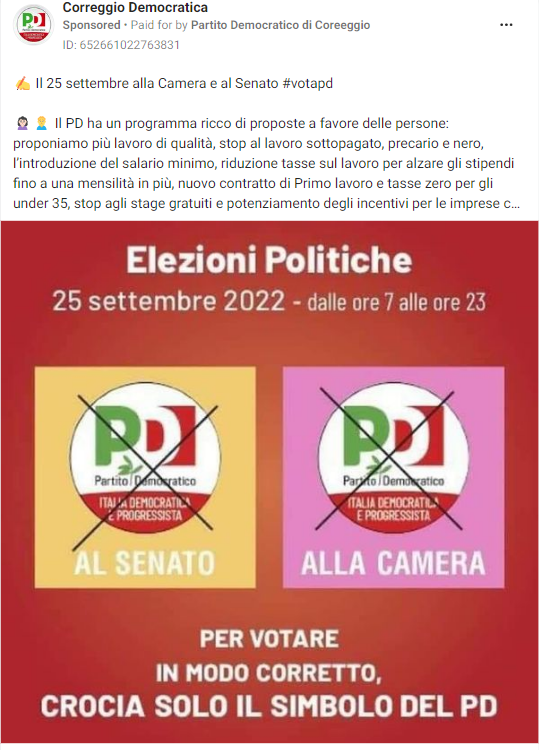 Correggio Democratica
Sponsored • Paid for by Partito Democratico di Coreeggio
ID: 652661022763831
✍️ Il 25 settembre alla Camera e al Senato #votapd
🙍🏻‍♀️ 🙎‍♂️ Il PD ha un programma ricco di proposte a favore delle persone:
proponiamo più lavoro di qualità, stop al lavoro sottopagato, precario e nero,
l'introduzione del salario minimo, riduzione tasse sul lavoro per alzare gli stipendi
fino a una mensilità in più, nuovo contratto di Primo lavoro e tasse zero per gli
under 35, stop agli stage gratuiti e potenziamento degli incentivi per le imprese c...
Elezioni Politiche
25 settembre 2022 - dalle ore 7 alle ore 23
PD
Partito Democratico
ITALIA DEMOCRATICA
E PROGRESSISTA
AL SENATO
PD
Partito Democratico
ITALIA DEMOCRATICA
E PROGRESSISTA
ALLA CAMERA
PER VOTARE
IN MODO CORRETTO,
CROCIA SOLO IL SIMBOLO DEL PD